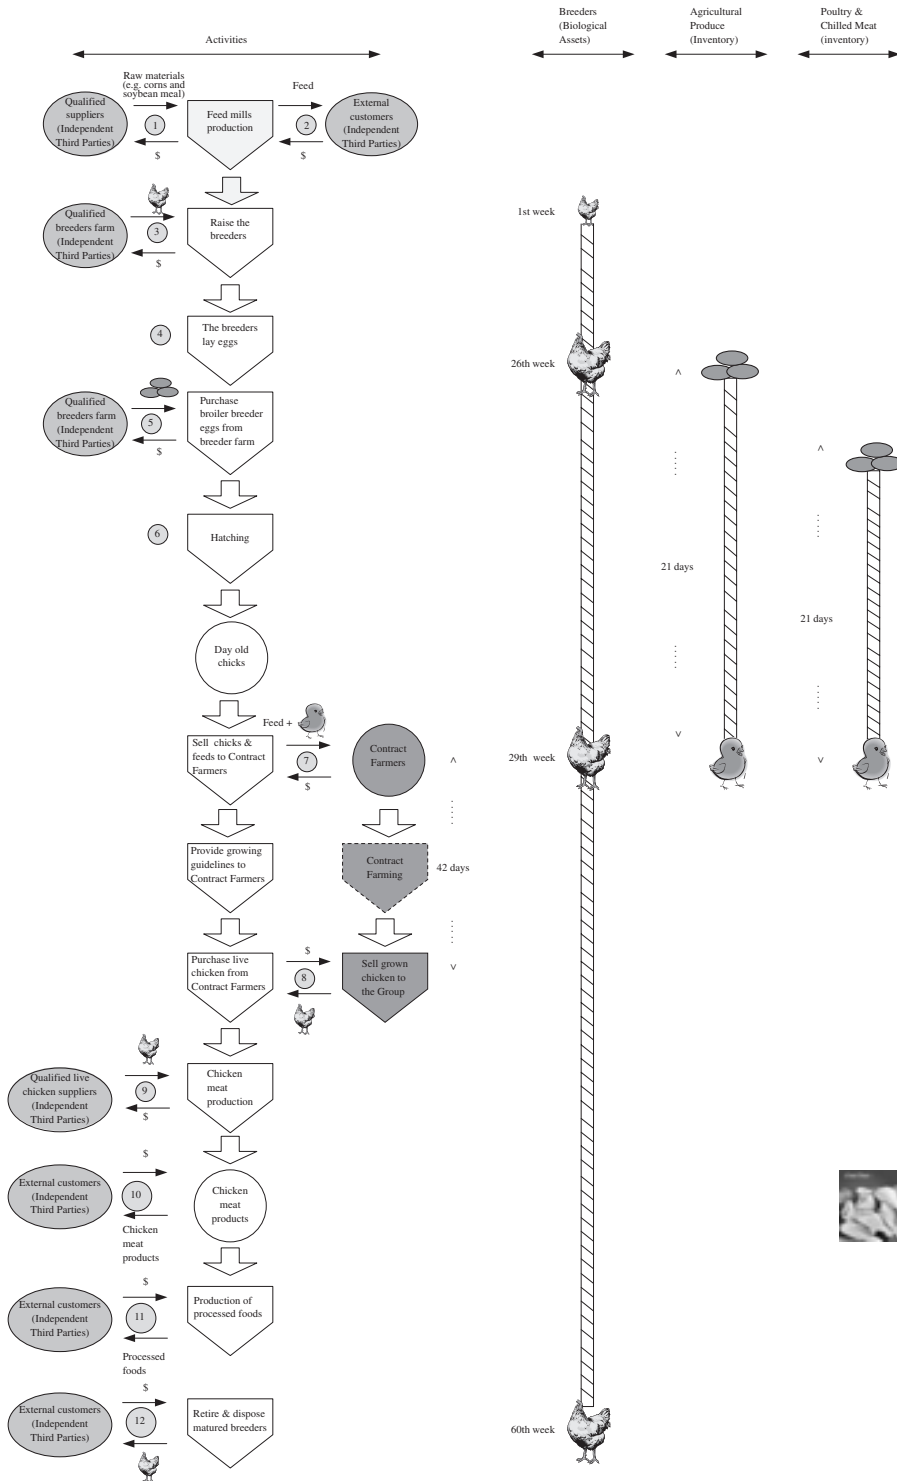 Activities
Breeders
(Biological
Assets)
Agricultural
Produce
(Inventory)
Poultry &
Chilled Meat
(inventory)
Qualified
suppliers
(Independent
Third Parties)
Raw materials
(e.g. corns and
soybean meal)
1
$
Feed mills
production
Feed
2
$
External
customers
(Independent
Third Parties)
Qualified
breeders farm
(Independent
Third Parties)
3
$
Raise the
breeders
1st week
4
The breeders
lay eggs
26th week
Qualified
breeders farm
(Independent
Third Parties)
5
$
Purchase
broiler breeder
eggs from
breeder farm
6
Hatching
21 days
21 days
Day old
chicks
Sell chicks &
feeds to Contract
Farmers
Feed +
7
$
Contract
Farmers
29th week
Provide growing
guidelines to
Contract Farmers
Contract
Farming
42 days
Purchase live
chicken from
Contract Farmers
$
8
Sell grown
chicken to
the Group
Qualified live
chicken suppliers
(Independent
Third Parties)
9
$
Chicken
meat
production
External customers
(Independent
Third Parties)
$
10
Chicken
meat
products
Chicken
meat
products
External customers
(Independent
Third Parties)
$
11
Processed
foods
Production of
processed foods
External customers
(Independent
Third Parties)
$
12
Retire & dispose
matured breeders
60th week